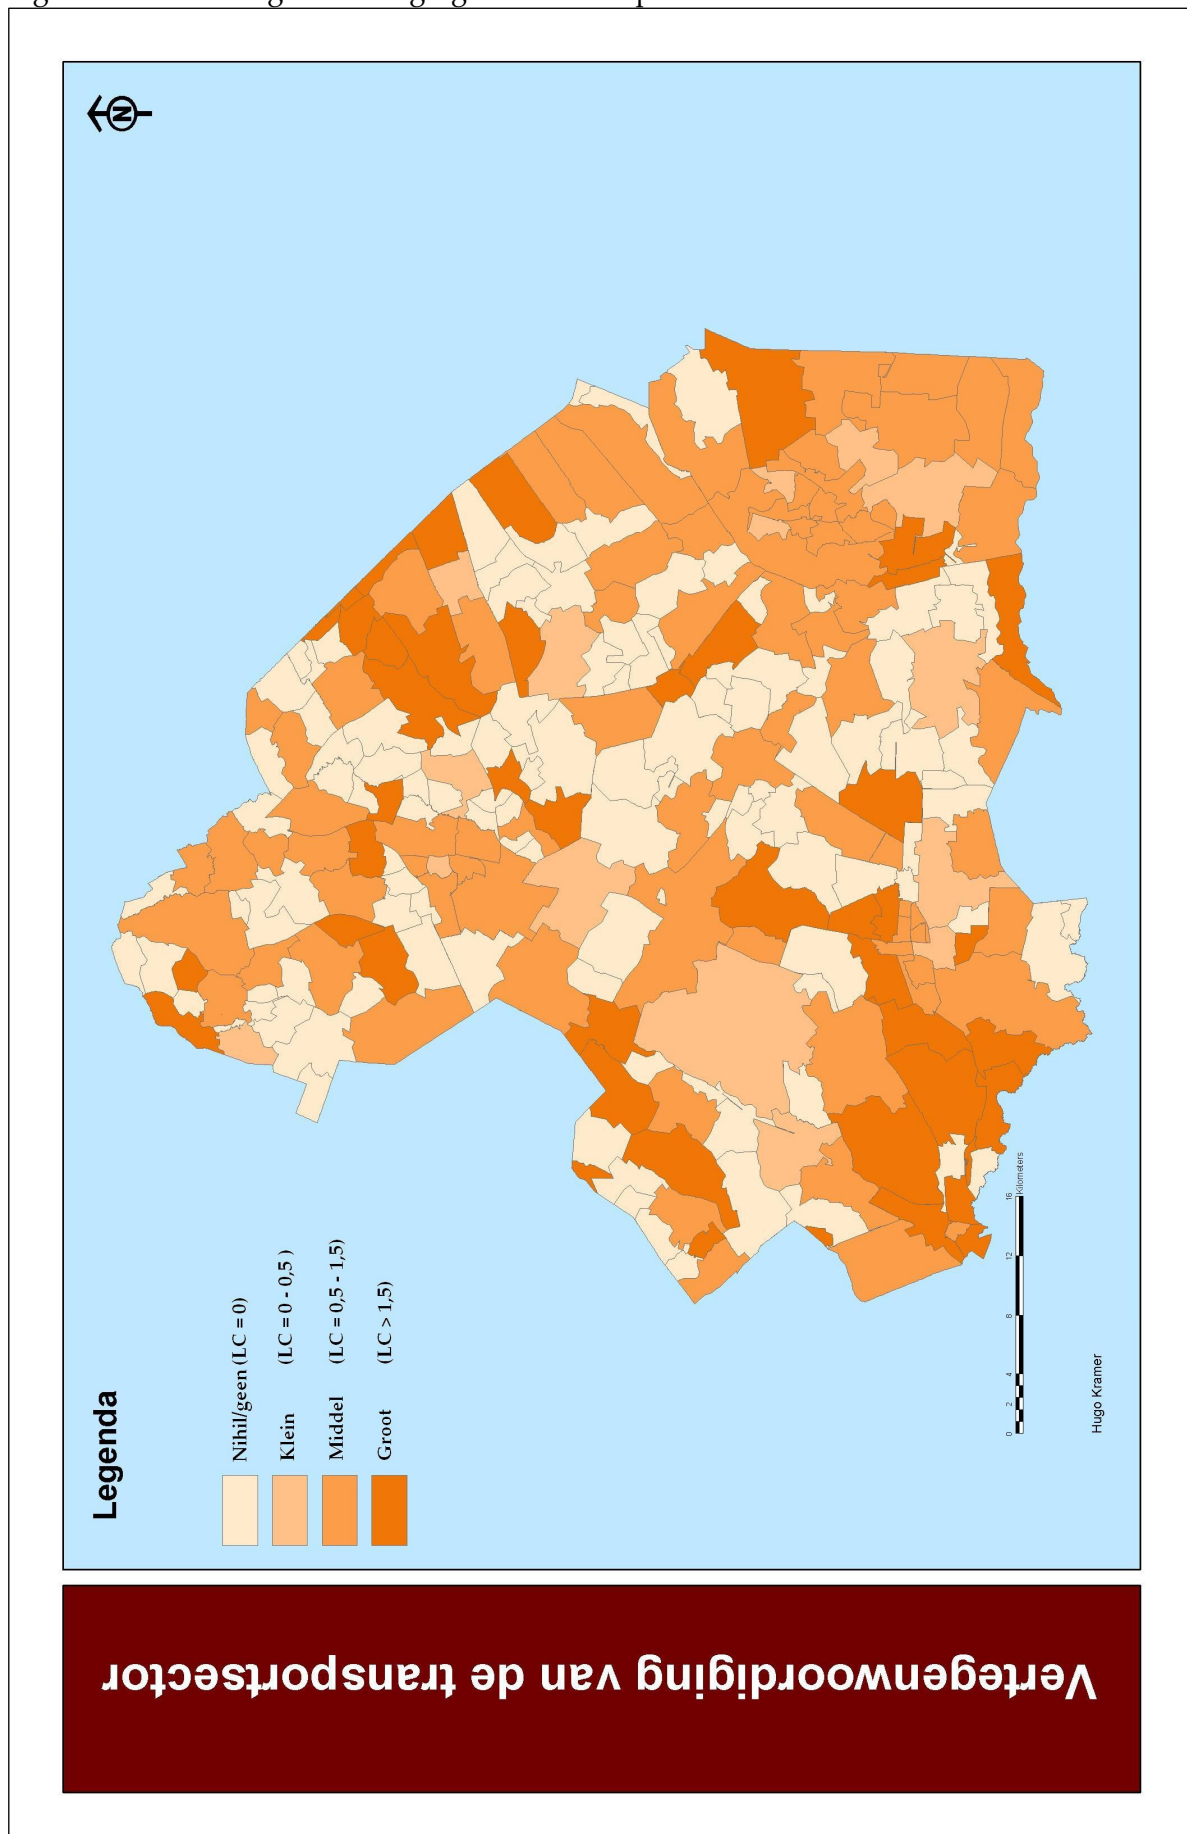 Vertegenwoordiging van de transportsector
Legenda
Nihil/geen (LC = 0)
Klein (LC = 0 - 0,5 )
Middel (LC = 0,5 - 1,5)
Groot (LC > 1,5)
N
0 2 4 8 12 16
Kilometers
Hugo Kramer